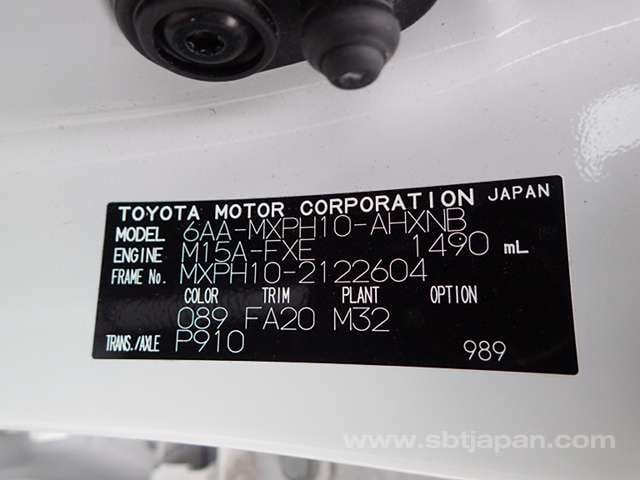 TOYOTA MOTOR CORPORATION JAPAN
MODEL 6AA-MXPH10-AHXNB
ENGINE M15A-FXE 1490 mL
FRAME No. MXPH10-2122604
COLOR TRIM PLANT OPTION
089 FA20 M32
TRANS./AXLE P910 989
www.sbtjapan.com